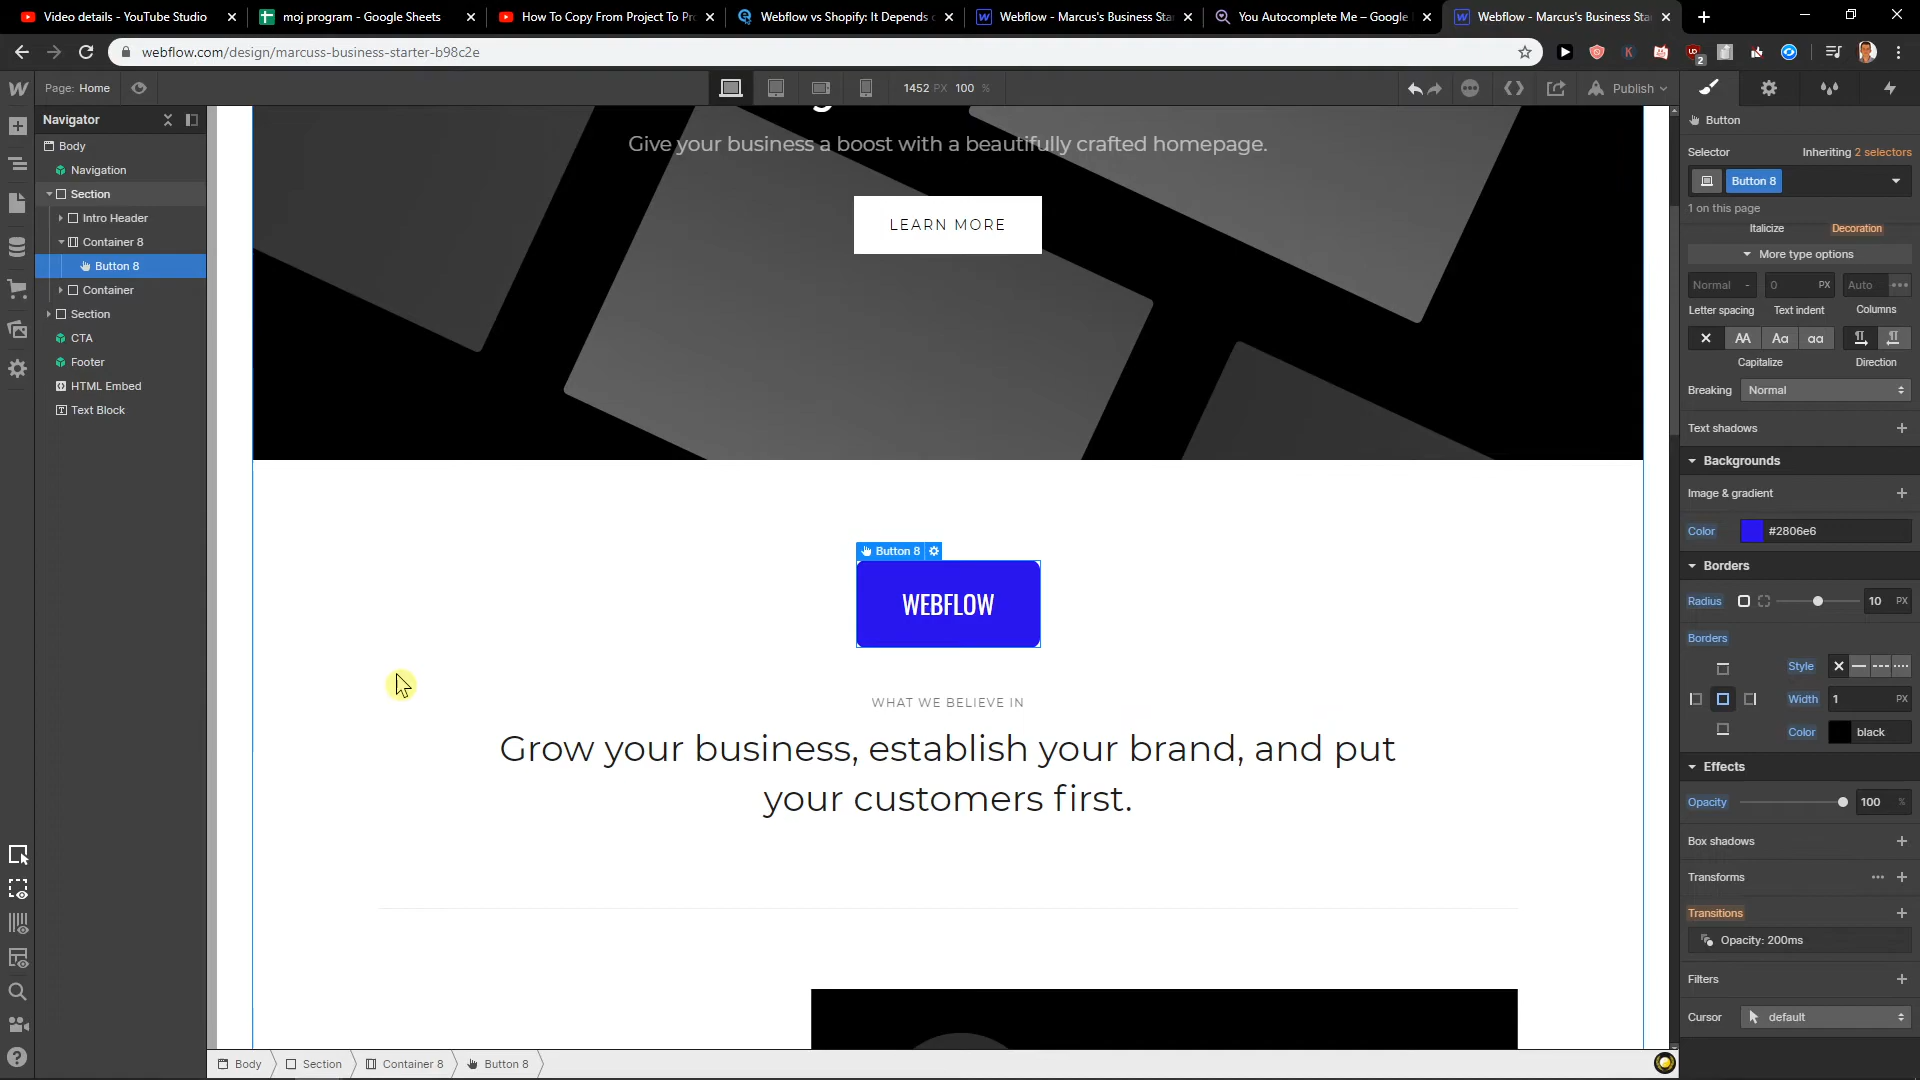 Video details - YouTube Studio
moj program - Google Sheets
How To Copy From Project To Pr
Webflow vs Shopify: It Depends
Webflow - Marcus's Business Sta
You Autocomplete Me – Google
Webflow - Marcus's Business Sta
webflow.com/design/marcuss-business-starter-b98c2e
2
Page: Home
1452 PX 100 %
Publish
Navigator
Body
Navigation
Section
Intro Header
Container 8
Button 8
Container
Section
CTA
Footer
HTML Embed
Text Block
Give your business a boost with a beautifully crafted homepage.
LEARN MORE
Button 8
WEBFLOW
WHAT WE BELIEVE IN
Grow your business, establish your brand, and put
your customers first.
Body
Section
Container 8
Button 8
Button
Selector
Inheriting 2 selectors
Button 8
1 on this page
Italicize
Decoration
More type options
Normal -
0 PX
Auto
Letter spacing
Text indent
Columns
AA
Aa
aa
Capitalize
Direction
Breaking
Normal
Text shadows
Backgrounds
Image & gradient
Color
#2806e6
Borders
Radius
10 PX
Borders
Style
Width
1 PX
Color
black
Effects
Opacity
100 %
Box shadows
Transforms
Transitions
Opacity: 200ms
Filters
Cursor
default